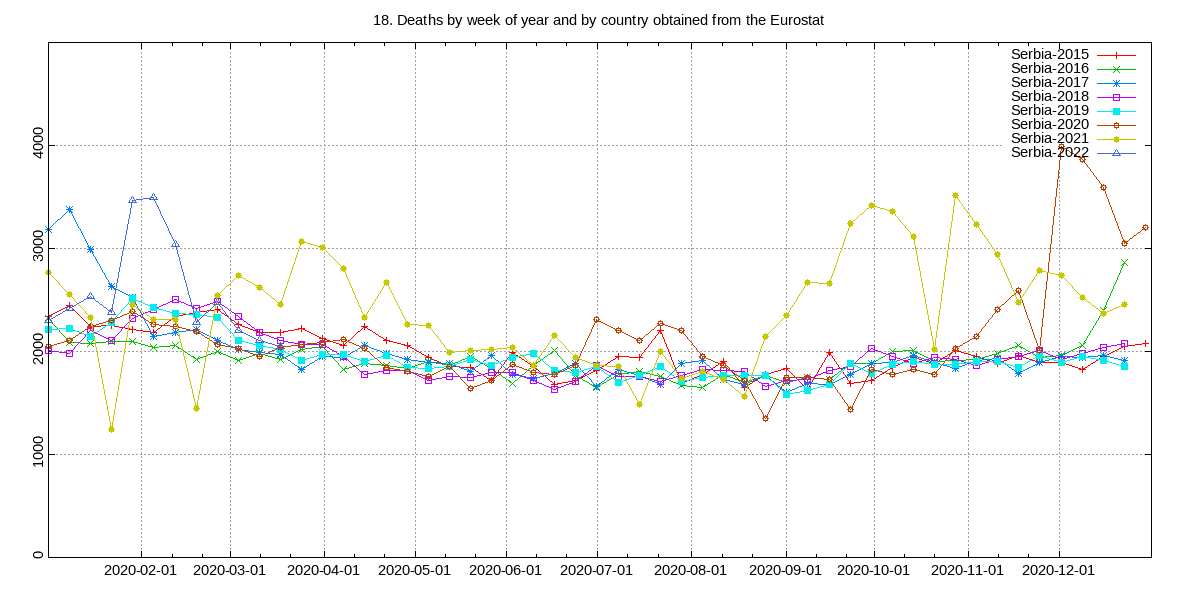 18. Deaths by week of year and by country obtained from the Eurostat
Serbia-2015
Serbia-2016
Serbia-2017
Serbia-2018
Serbia-2019
Serbia-2020
Serbia-2021
Serbia-2022
4000
3000
2000
1000
0
2020-02-01 2020-03-01 2020-04-01 2020-05-01 2020-06-01 2020-07-01 2020-08-01 2020-09-01 2020-10-01 2020-11-01 2020-12-01